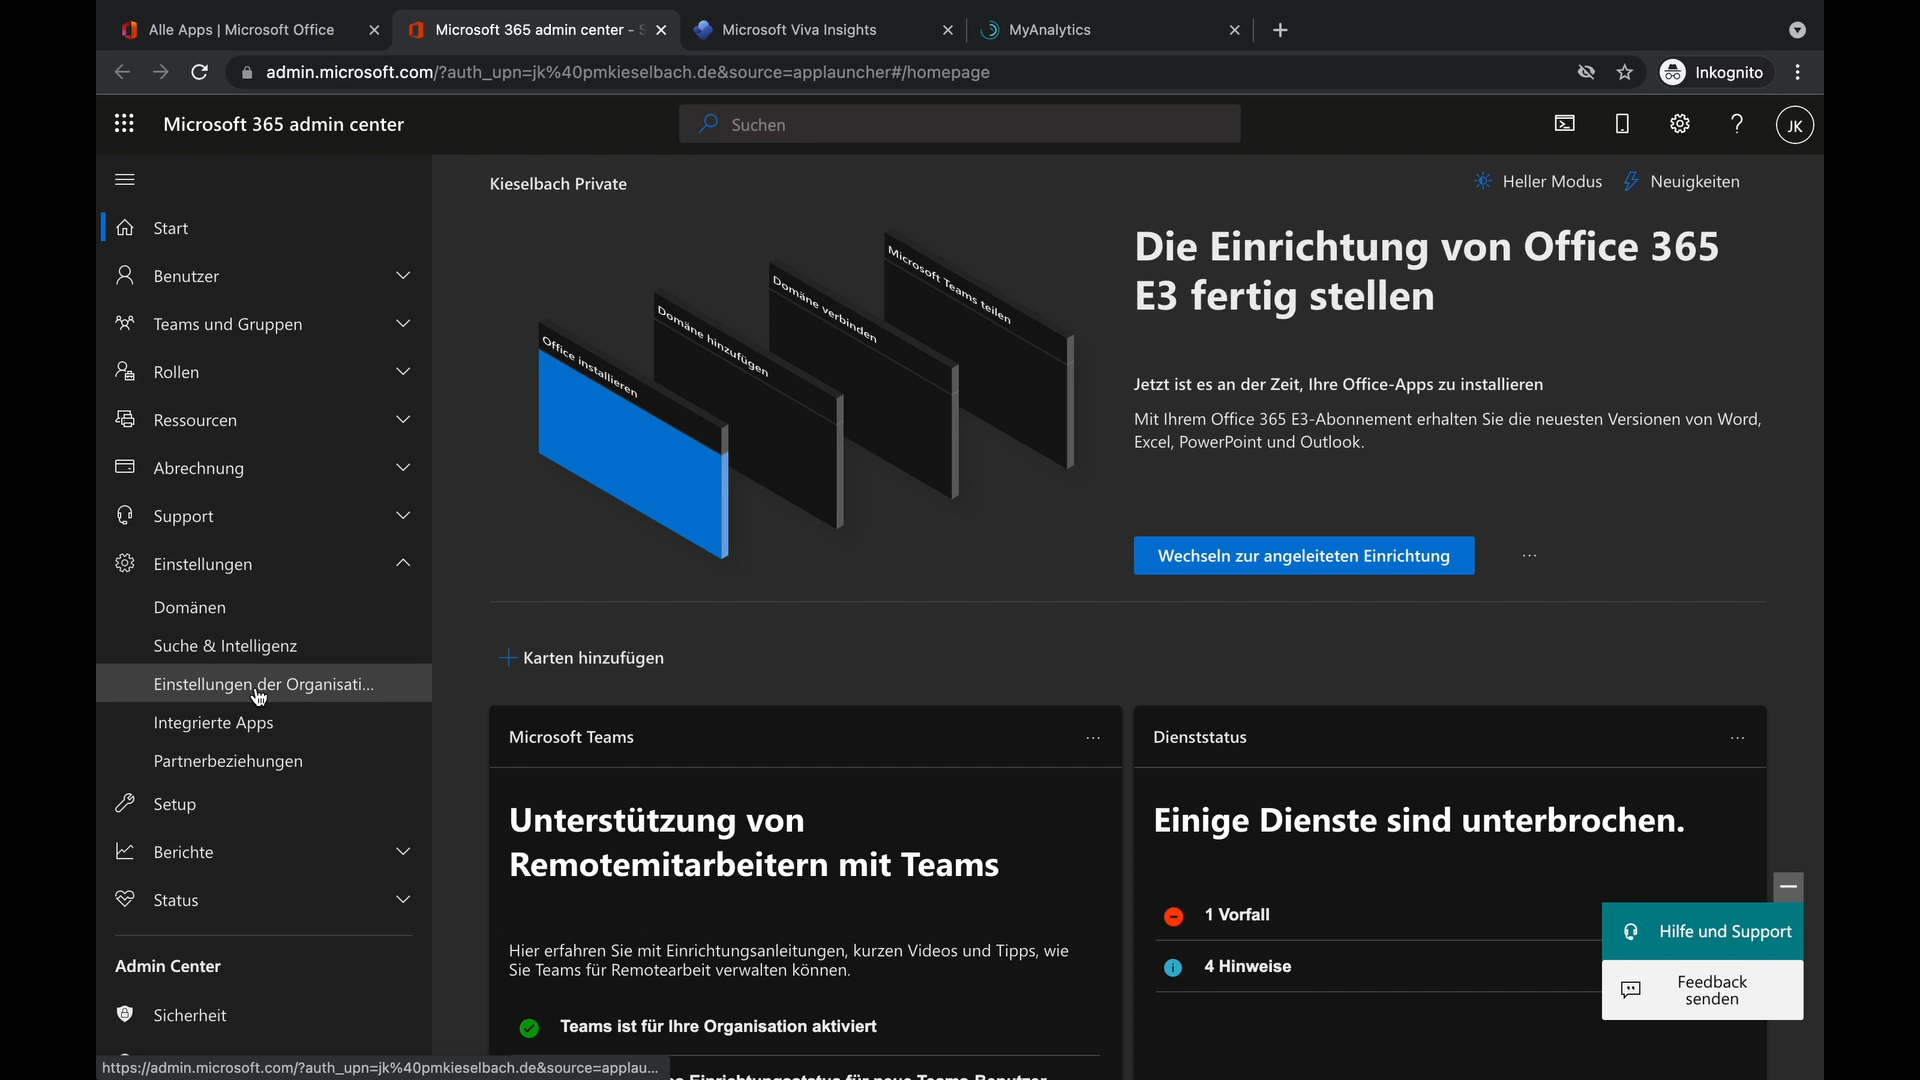 Alle Apps | Microsoft Office
Microsoft 365 admin center -
Microsoft Viva Insights
MyAnalytics
admin.microsoft.com/?auth_upn=jk%40pmkieselbach.de&source=applauncher#/homepage
Inkognito
Microsoft 365 admin center
Suchen
JK
Kieselbach Private
Heller Modus
Neuigkeiten
Start
Benutzer
Teams und Gruppen
Rollen
Ressourcen
Abrechnung
Support
Einstellungen
Domänen
Suche & Intelligenz
Einstellungen der Organisati...
Integrierte Apps
Partnerbeziehungen
Setup
Berichte
Status
Admin Center
Sicherheit
https://admin.microsoft.com/?auth_upn=jk%40pmkieselbach.de&source=applau...
Office installieren
Domäne hinzufügen
Domäne verbinden
Microsoft Teams teilen
Die Einrichtung von Office 365
E3 fertig stellen
Jetzt ist es an der Zeit, Ihre Office-Apps zu installieren
Mit Ihrem Office 365 E3-Abonnement erhalten Sie die neuesten Versionen von Word,
Excel, PowerPoint und Outlook.
Wechseln zur angeleiteten Einrichtung
Karten hinzufügen
Microsoft Teams
Unterstützung von
Remotemitarbeitern mit Teams
Hier erfahren Sie mit Einrichtungsanleitungen, kurzen Videos und Tipps, wie
Sie Teams für Remotearbeit verwalten können.
Teams ist für Ihre Organisation aktiviert
Einrichtungsstatus für neue Teams-Benutzer
Dienststatus
Einige Dienste sind unterbrochen.
1 Vorfall
4 Hinweise
Hilfe und Support
Feedback
senden